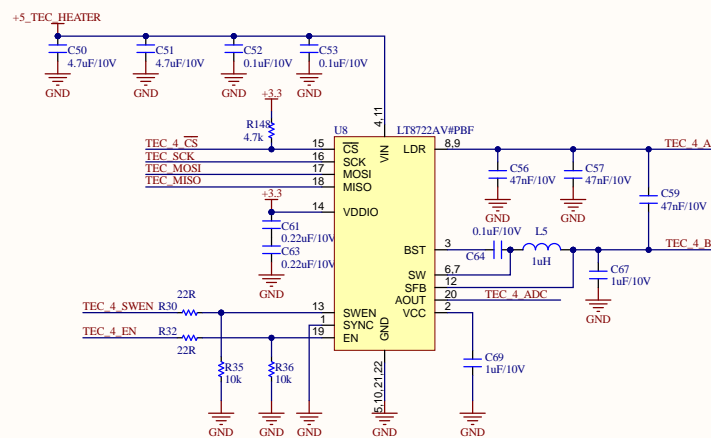 +5_TEC_HEATER
C50
4.7uF/10V
GND
C51
4.7uF/10V
GND
C52
0.1uF/10V
GND
C53
0.1uF/10V
GND
+3.3
R148
4.7k
U8
LT8722AV#PBF
4,11
VIN
TEC_4_CS
15
CS
TEC_SCK
16
SCK
TEC_MOSI
17
MOSI
TEC_MISO
18
MISO
+3.3
14
VDDIO
C61
0.22uF/10V
C63
0.22uF/10V
GND
LDR
8,9
TEC_4_A
C56
47nF/10V
GND
C57
47nF/10V
GND
C59
47nF/10V
0.1uF/10V
L5
BST
3
C64
1uH
TEC_4_B
SW
6,7
SFB
12
C67
1uF/10V
GND
AOUT
20
TEC_4_ADC
VCC
2
22R
TEC_4_SWEN
R30
13
SWEN
1
SYNC
TEC_4_EN
R32
19
EN
22R
GND
R35
10k
R36
10k
5,10,21,22
C69
1uF/10V
GND
GND
GND
GND
GND